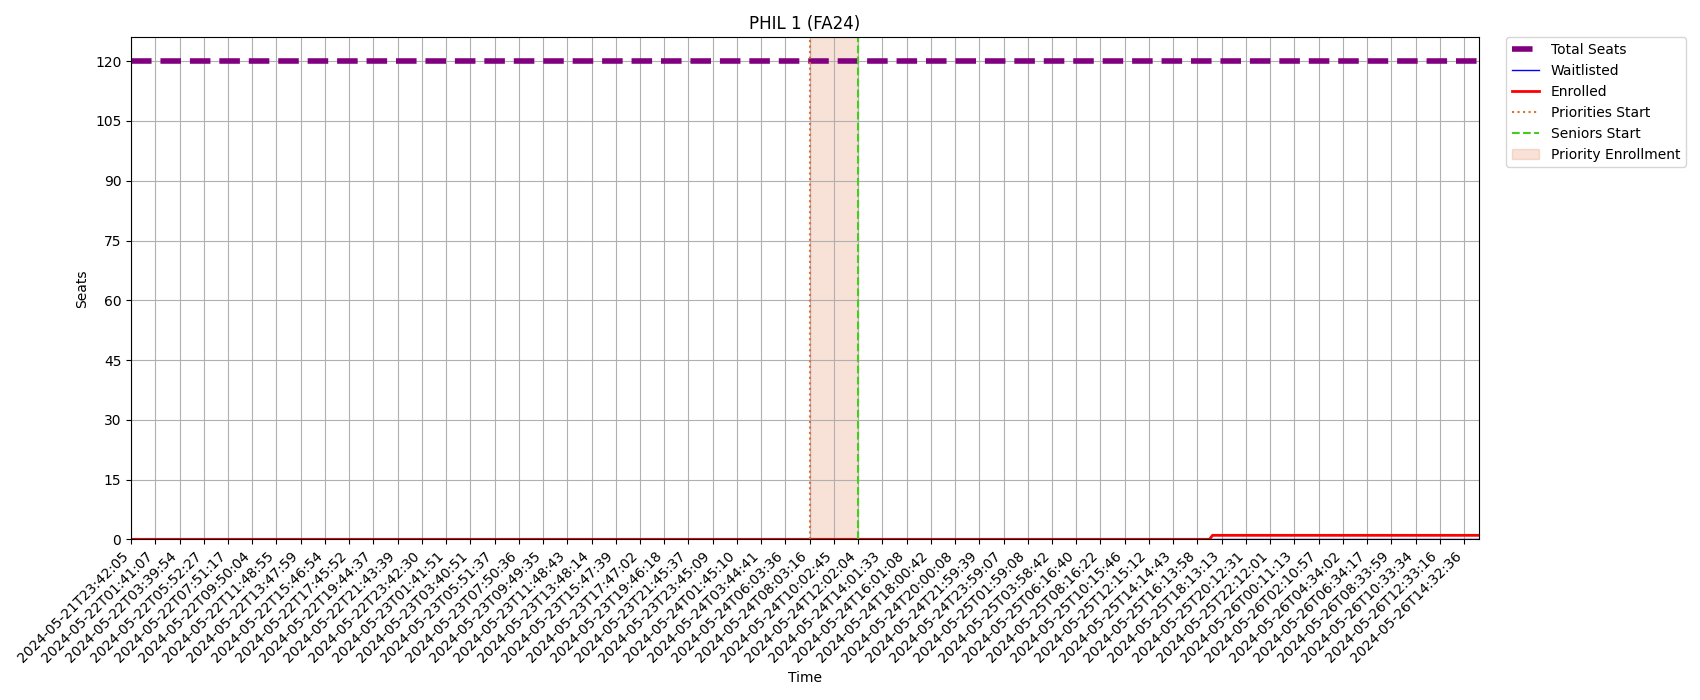 PHIL 1 (FA24)
Total Seats
Waitlisted
Enrolled
Priorities Start
Seniors Start
Priority Enrollment
Seats
120
105
90
75
60
45
30
15
0
2024-05-21T23:42:05
2024-05-22T01:41:07
2024-05-22T03:39:54
2024-05-22T05:52:27
2024-05-22T07:51:17
2024-05-22T09:50:04
2024-05-22T11:48:55
2024-05-22T13:47:59
2024-05-22T15:46:54
2024-05-22T17:45:52
2024-05-22T19:44:37
2024-05-22T21:43:39
2024-05-22T23:42:30
2024-05-23T01:41:51
2024-05-23T03:40:51
2024-05-23T05:51:37
2024-05-23T07:50:36
2024-05-23T09:49:35
2024-05-23T11:48:43
2024-05-23T13:48:14
2024-05-23T15:47:39
2024-05-23T17:47:02
2024-05-23T19:46:18
2024-05-23T21:45:37
2024-05-23T23:45:09
2024-05-24T01:45:10
2024-05-24T03:44:41
2024-05-24T06:03:36
2024-05-24T08:03:16
2024-05-24T10:02:45
2024-05-24T12:02:04
2024-05-24T14:01:33
2024-05-24T16:01:08
2024-05-24T18:00:42
2024-05-24T20:00:08
2024-05-24T21:59:39
2024-05-24T23:59:07
2024-05-25T01:59:08
2024-05-25T03:58:42
2024-05-25T06:16:40
2024-05-25T08:16:22
2024-05-25T10:15:46
2024-05-25T12:15:12
2024-05-25T14:14:43
2024-05-25T16:13:58
2024-05-25T18:13:13
2024-05-25T20:12:31
2024-05-25T22:12:01
2024-05-26T00:11:13
2024-05-26T02:10:57
2024-05-26T04:34:02
2024-05-26T06:34:17
2024-05-26T08:33:59
2024-05-26T10:33:34
2024-05-26T12:33:16
2024-05-26T14:32:36
Time